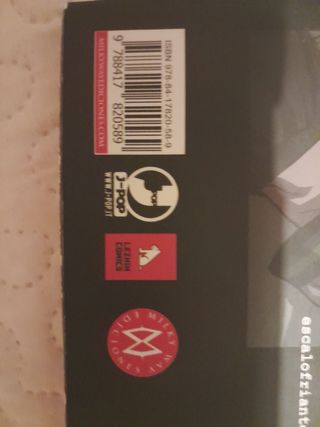 ISBN 978-84-17820-58-9
9 788417 820589
MILKYWAYEDICIONES.COM
J-POP
J-POP
WWW.J-POP.IT
LEZHIN
COMICS
MILKY WAY
EDICIONES
escalofriante